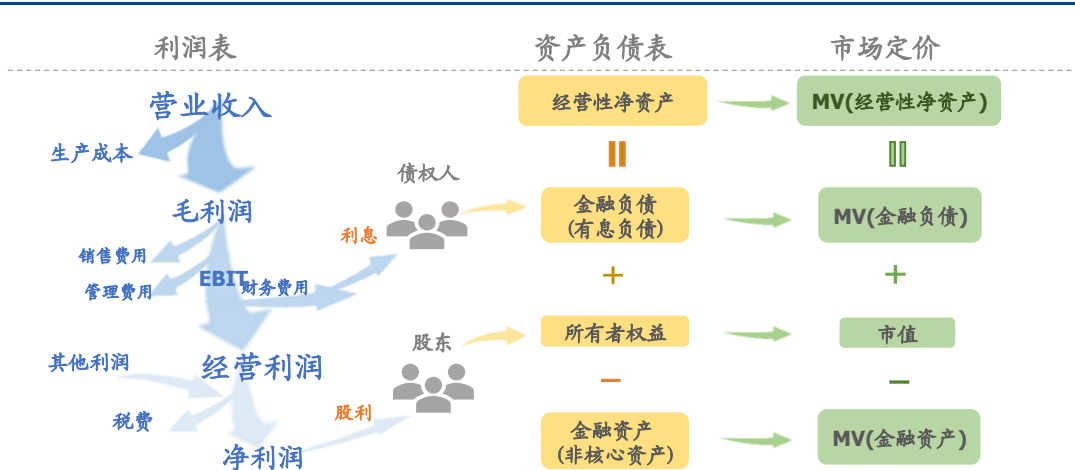 利润表
资产负债表
市场定价
营业收入
生产成本
毛利润
销售费用
管理费用
EBIT
财务费用
经营利润
其他利润
税费
净利润
债权人
利息
股东
股利
经营性净资产
金融负债
(有息负债)
+
所有者权益
−
金融资产
(非核心资产)
MV(经营性净资产)
MV(金融负债)
+
市值
−
MV(金融资产)